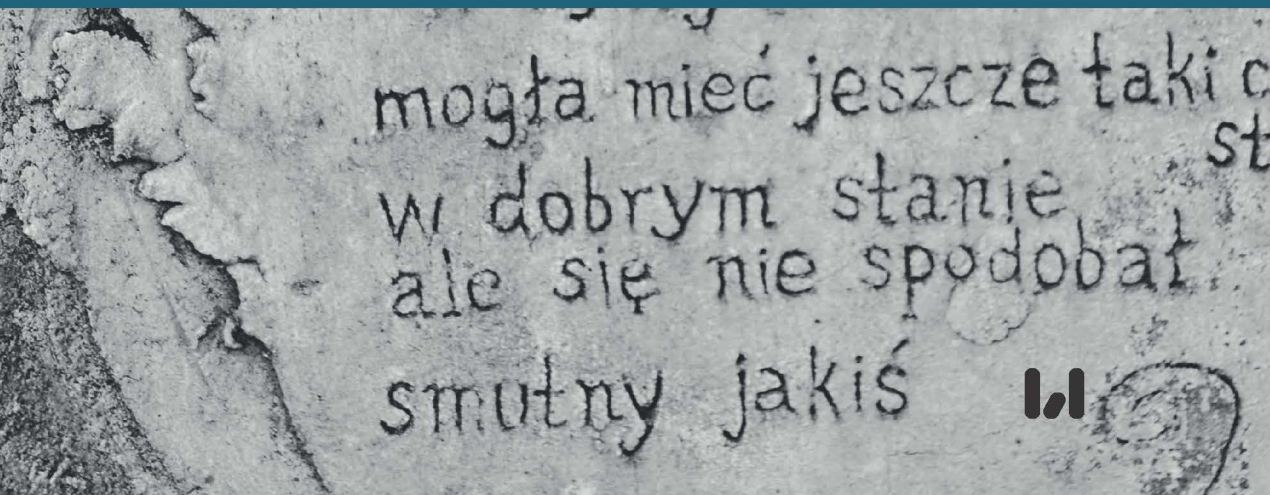 mogła mieć jeszcze taki
w dobrym stanie
ale się nie spodobał
smutny jakiś